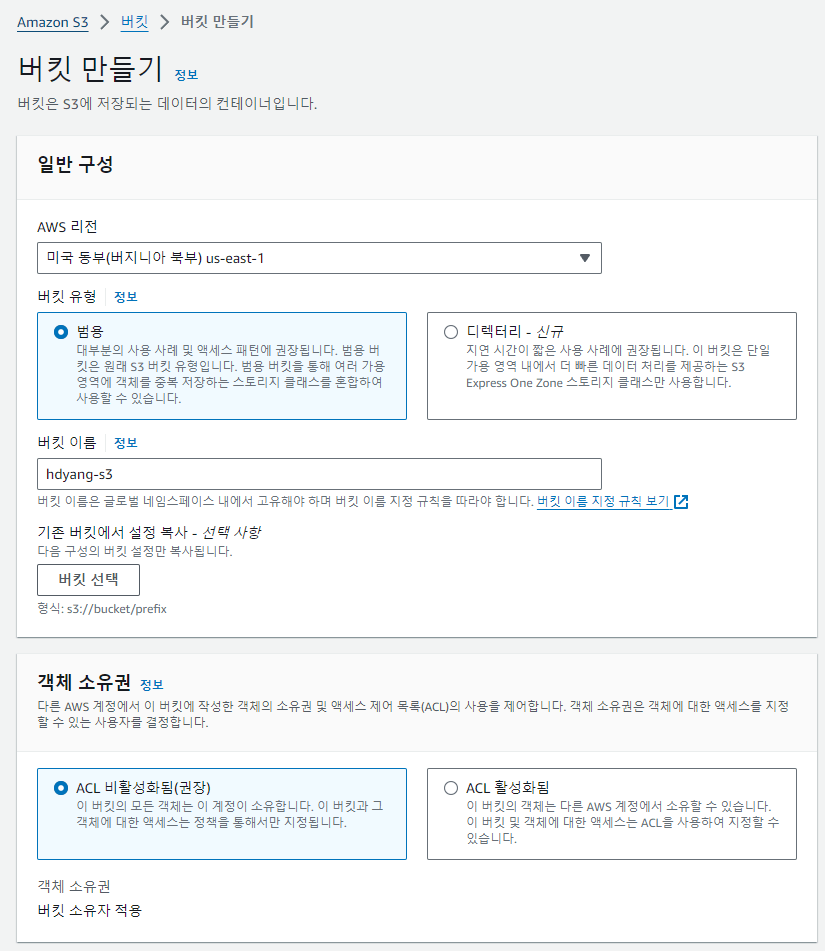 Amazon S3 > 버킷 > 버킷 만들기
버킷 만들기 정보
버킷은 S3에 저장되는 데이터의 컨테이너입니다.
일반 구성
AWS 리전
미국 동부(버지니아 북부) us-east-1
버킷 유형 정보
범용
대부분의 사용 사례 및 액세스 패턴에 권장됩니다. 범용 버
킷은 원래 S3 버킷 유형입니다. 범용 버킷을 통해 여러 가용
영역에 객체를 중복 저장하는 스토리지 클래스를 혼합하여
사용할 수 있습니다.
디렉터리 - 신규
지연 시간이 짧은 사용 사례에 권장됩니다. 이 버킷은 단일
가용 영역 내에서 더 빠른 데이터 처리를 제공하는 S3
Express One Zone 스토리지 클래스만 사용합니다.
버킷 이름 정보
hdyang-s3
버킷 이름은 글로벌 네임스페이스 내에서 고유해야 하며 버킷 이름 지정 규칙을 따라야 합니다. 버킷 이름 지정 규칙 보기
기존 버킷에서 설정 복사 - 선택 사항
다음 구성의 버킷 설정만 복사됩니다.
버킷 선택
형식: s3://bucket/prefix
객체 소유권 정보
다른 AWS 계정에서 이 버킷에 작성한 객체의 소유권 및 액세스 제어 목록(ACL)의 사용을 제어합니다. 객체 소유권은 객체에 대한 액세스를 지정
할 수 있는 사용자를 결정합니다.
ACL 비활성화됨(권장)
이 버킷의 모든 객체는 이 계정이 소유합니다. 이 버킷과 그
객체에 대한 액세스는 정책을 통해서만 지정됩니다.
ACL 활성화됨
이 버킷의 객체는 다른 AWS 계정에서 소유할 수 있습니다.
이 버킷 및 객체에 대한 액세스는 ACL을 사용하여 지정할 수
있습니다.
객체 소유권
버킷 소유자 적용